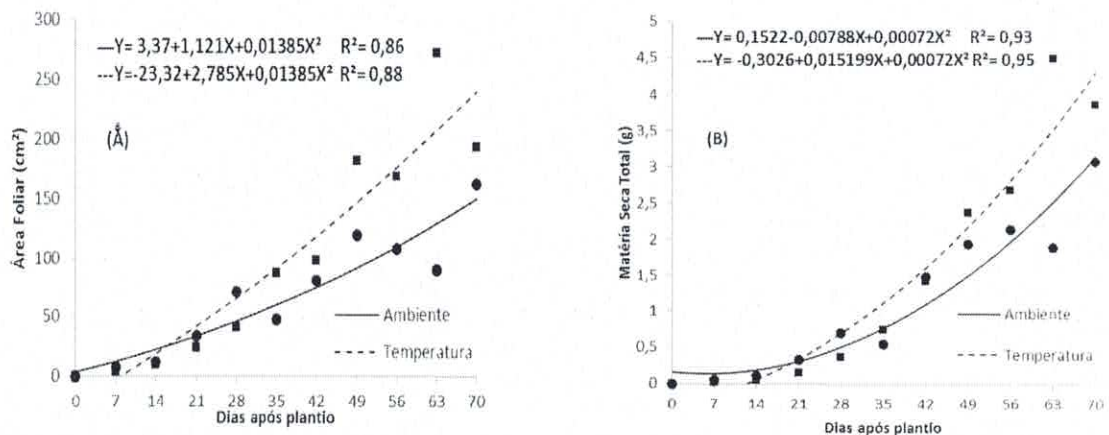 300
250
200
150
100
50
0
Área Foliar (cm²)
Y= 3,37+1,121X+0,01385X² R²= 0,86
Y=-23,32+2,785X+0,01385X² R²= 0,88
(Å)
Ambiente
Temperatura
0 7 14 21 28 35 42 49 56 63 70
Dias após plantio
5
4,5
4
3,5
3
2,5
2
1,5
1
0,5
0
Matéria Seca Total (g)
Y= 0,1522-0,00788X+0,00072X² R²= 0,93
Y= -0,3026+0,015199X+0,00072X² R²= 0,95
(B)
Ambiente
Temperatura
0 7 14 21 28 35 42 49 56 63 70
Dias após plantio